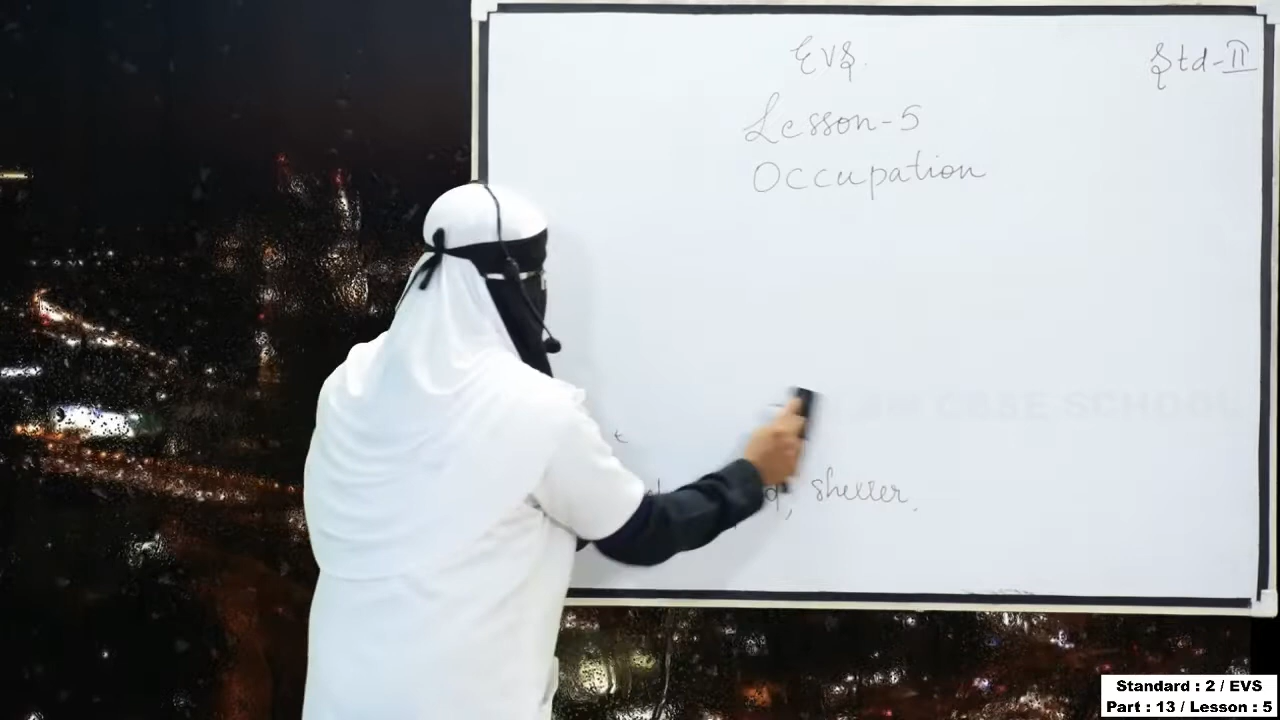 EVS.
Std-II
Lesson-5
Occupation
, shelter.
Standard : 2 / EVS
Part : 13 / Lesson : 5